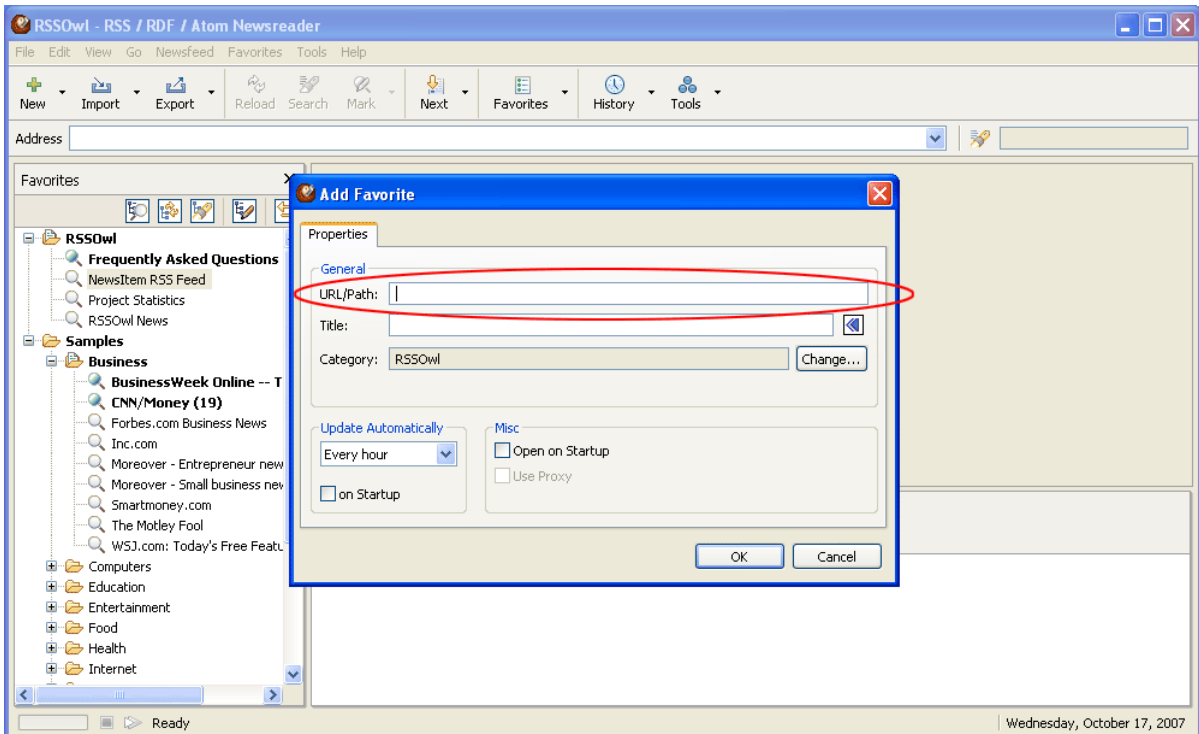 RSSOwl - RSS / RDF / Atom Newsreader
File Edit View Go Newsfeed Favorites Tools Help
New Import Export Reload Search Mark Next Favorites History Tools
Address
Favorites
RSSOwl
Frequently Asked Questions
NewsItem RSS Feed
Project Statistics
RSSOwl News
Samples
Business
BusinessWeek Online -- T
CNN/Money (19)
Forbes.com Business News
Inc.com
Moreover - Entrepreneur new
Moreover - Small business new
Smartmoney.com
The Motley Fool
WSJ.com: Today's Free Featu
Computers
Education
Entertainment
Food
Health
Internet
Add Favorite
Properties
General
URL/Path:
Title:
Category: RSSOwl Change...
Update Automatically
Every hour
on Startup
Misc
Open on Startup
Use Proxy
OK Cancel
Ready
Wednesday, October 17, 2007